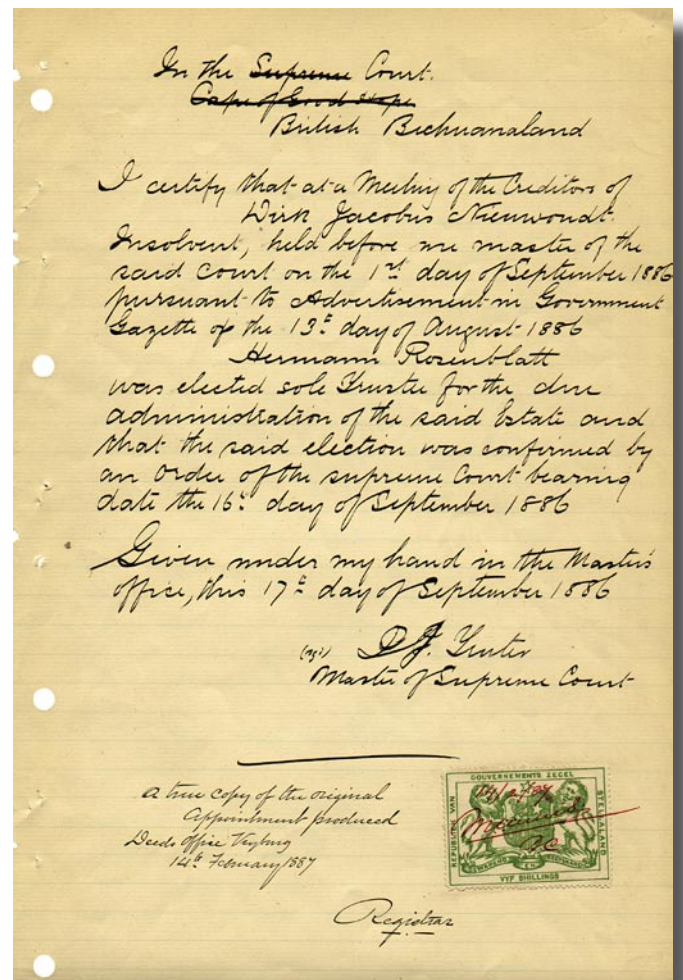 In the Supreme Court.
Cape of Good Hope
British Bechuanaland
I certify that at a Meeting of the Creditors of
Dirk Jacobus Nieuwoudt.
Insolvent, held before me master of the
said Court on the 1st day of September 1886
pursuant to Advertisement in Government
Gazette of the 13th day of August 1886
Hermann Rosenblatt
was elected sole Trustee for the due
administration of the said Estate and
that the said election was confirmed by
an Order of the supreme Court bearing
date the 16th day of September 1886
Given under my hand in the Master's
office, this 17th day of September 1886
Master of Supreme Court
a true copy of the original
Appointment produced
Deeds Office Vryburg
14th February 1887
GOUVERNEMENTS ZEGEL
REPUBLIEK VAN
STELLALAND
14/2/87
EN
VYF SHILLINGS
Registrar